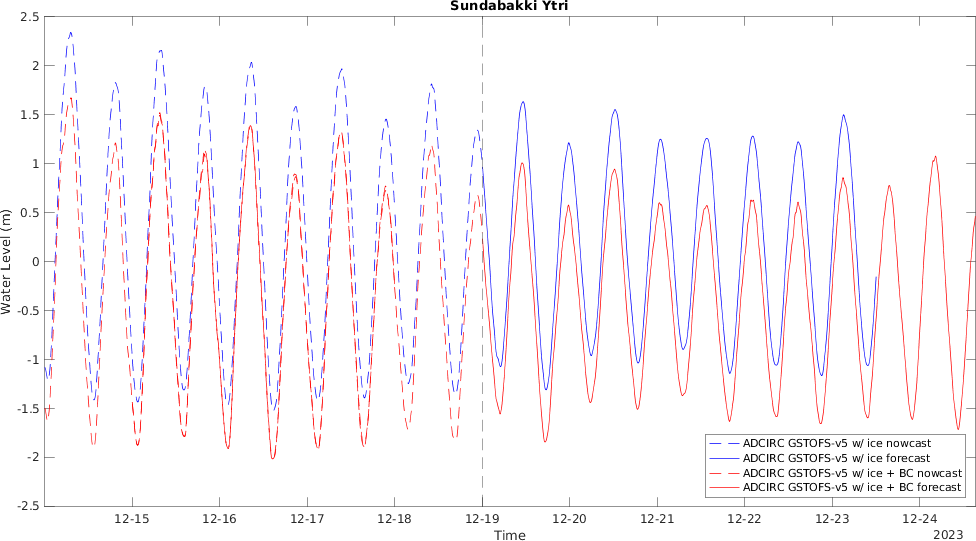 Sundabakki Ytri
2.5
2
1.5
1
0.5
0
-0.5
-1
-1.5
-2
-2.5
Water Level (m)
ADCIRC GSTOFS-v5 w/ ice nowcast
ADCIRC GSTOFS-v5 w/ ice forecast
ADCIRC GSTOFS-v5 w/ ice + BC nowcast
ADCIRC GSTOFS-v5 w/ ice + BC forecast
12-15 12-16 12-17 12-18 12-19 12-20 12-21 12-22 12-23 12-24
Time
2023